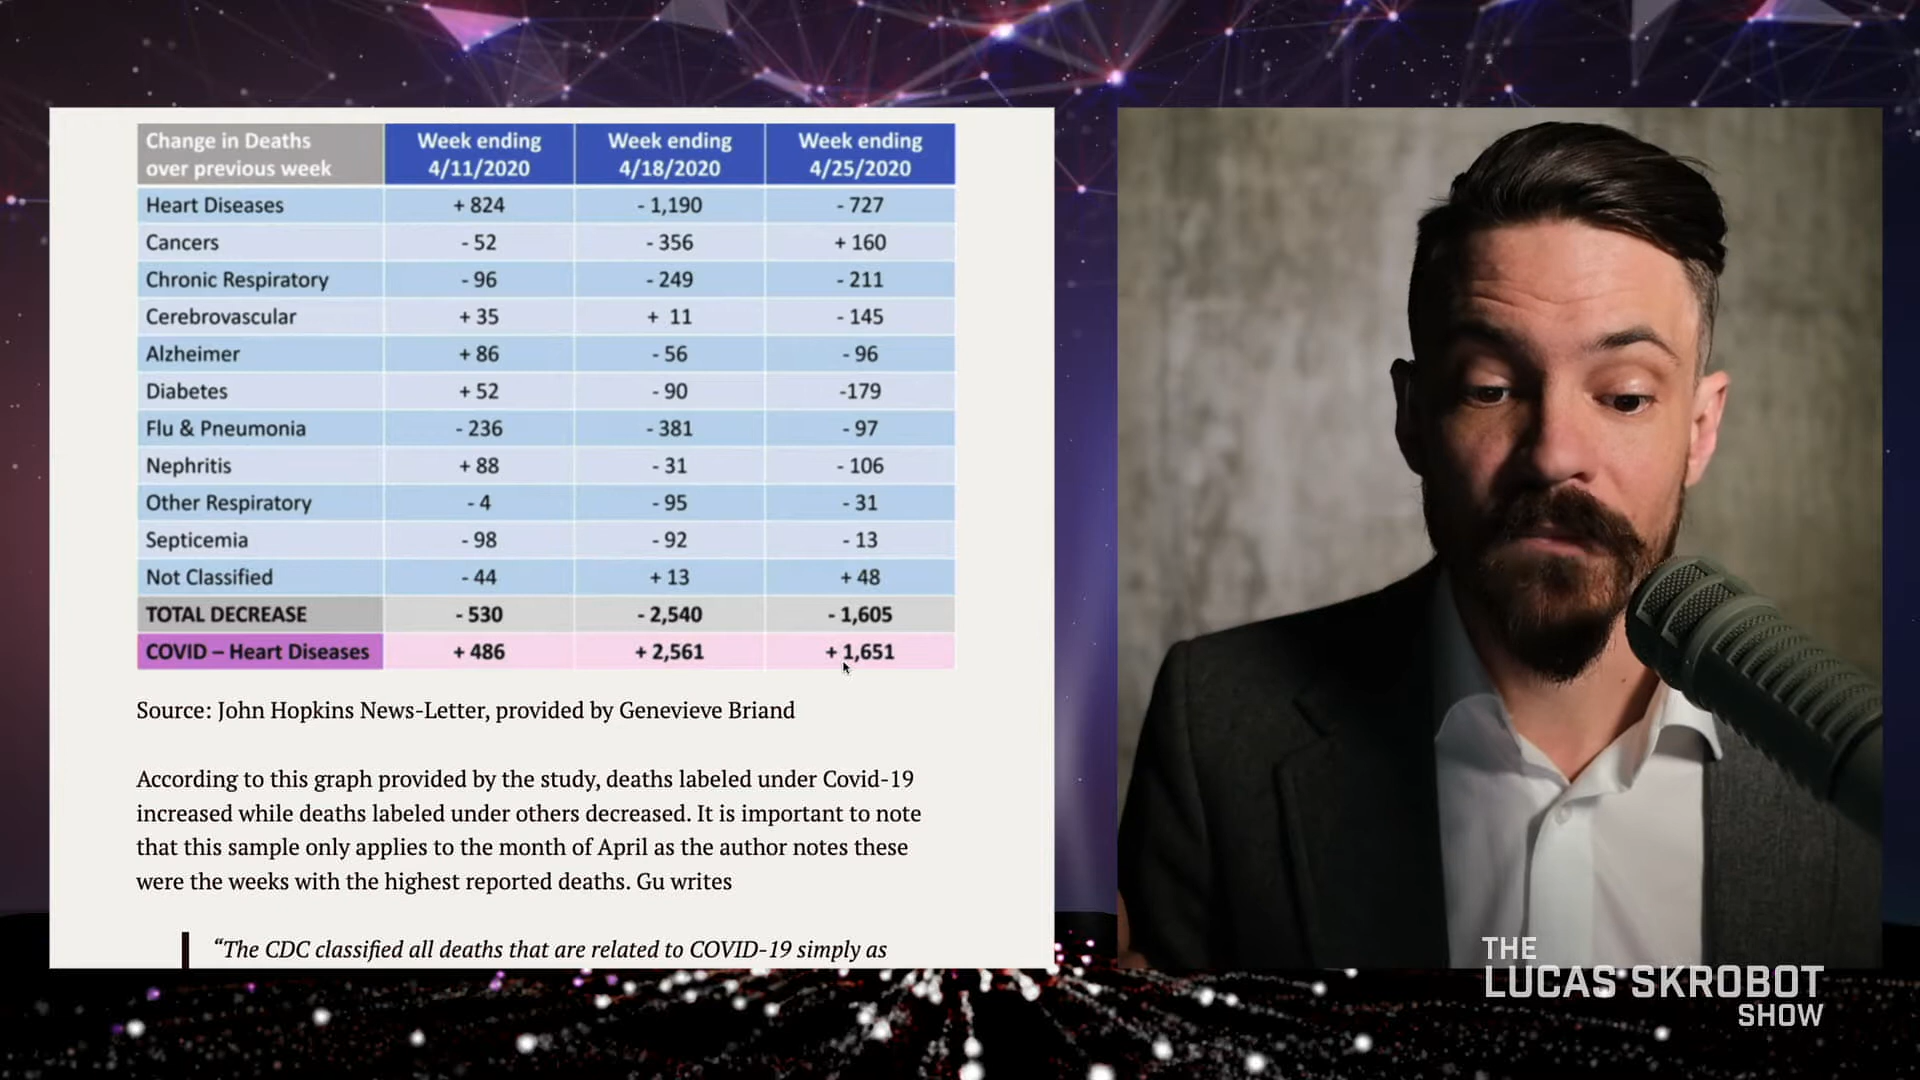 Change in Deaths over previous week | Week ending 4/11/2020 | Week ending 4/18/2020 | Week ending 4/25/2020
Heart Diseases + 824 - 1,190 - 727
Cancers - 52 - 356 + 160
Chronic Respiratory - 96 - 249 - 211
Cerebrovascular + 35 + 11 - 145
Alzheimer + 86 - 56 - 96
Diabetes + 52 - 90 -179
Flu & Pneumonia - 236 - 381 - 97
Nephritis + 88 - 31 - 106
Other Respiratory - 4 - 95 - 31
Septicemia - 98 - 92 - 13
Not Classified - 44 + 13 + 48
TOTAL DECREASE - 530 - 2,540 - 1,605
COVID – Heart Diseases + 486 + 2,561 + 1,651
Source: John Hopkins News-Letter, provided by Genevieve Briand
According to this graph provided by the study, deaths labeled under Covid-19
increased while deaths labeled under others decreased. It is important to note
that this sample only applies to the month of April as the author notes these
were the weeks with the highest reported deaths. Gu writes
“The CDC classified all deaths that are related to COVID-19 simply as
THE
LUCAS SKROBOT
SHOW